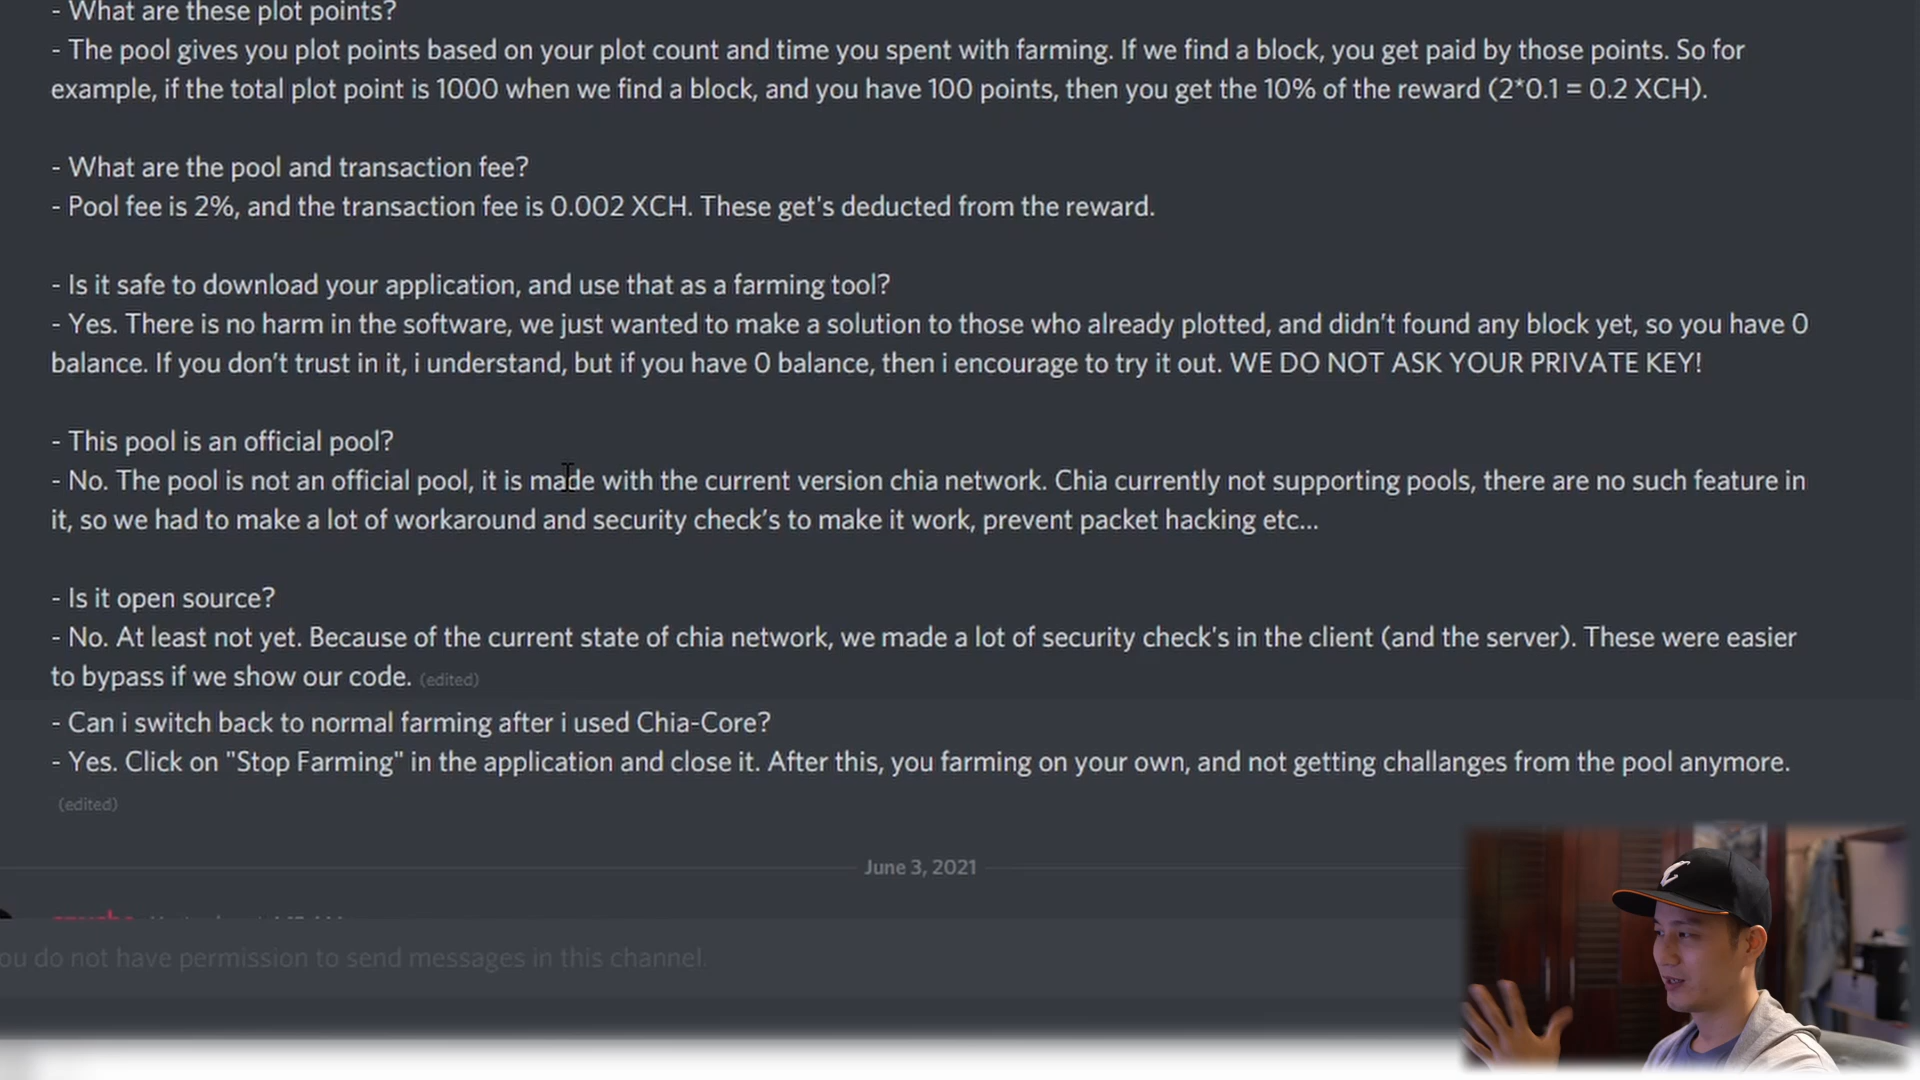 - What are these plot points?
- The pool gives you plot points based on your plot count and time you spent with farming. If we find a block, you get paid by those points. So for
example, if the total plot point is 1000 when we find a block, and you have 100 points, then you get the 10% of the reward (2*0.1 = 0.2 XCH).
- What are the pool and transaction fee?
- Pool fee is 2%, and the transaction fee is 0.002 XCH. These get's deducted from the reward.
- Is it safe to download your application, and use that as a farming tool?
- Yes. There is no harm in the software, we just wanted to make a solution to those who already plotted, and didn't found any block yet, so you have 0
balance. If you don't trust in it, i understand, but if you have 0 balance, then i encourage to try it out. WE DO NOT ASK YOUR PRIVATE KEY!
- This pool is an official pool?
- No. The pool is not an official pool, it is made with the current version chia network. Chia currently not supporting pools, there are no such feature in
it, so we had to make a lot of workaround and security check's to make it work, prevent packet hacking etc...
- Is it open source?
- No. At least not yet. Because of the current state of chia network, we made a lot of security check's in the client (and the server). These were easier
to bypass if we show our code. (edited)
- Can i switch back to normal farming after i used Chia-Core?
- Yes. Click on "Stop Farming" in the application and close it. After this, you farming on your own, and not getting challanges from the pool anymore.
(edited)
June 3, 2021
ou do not have permission to send messages in this channel.